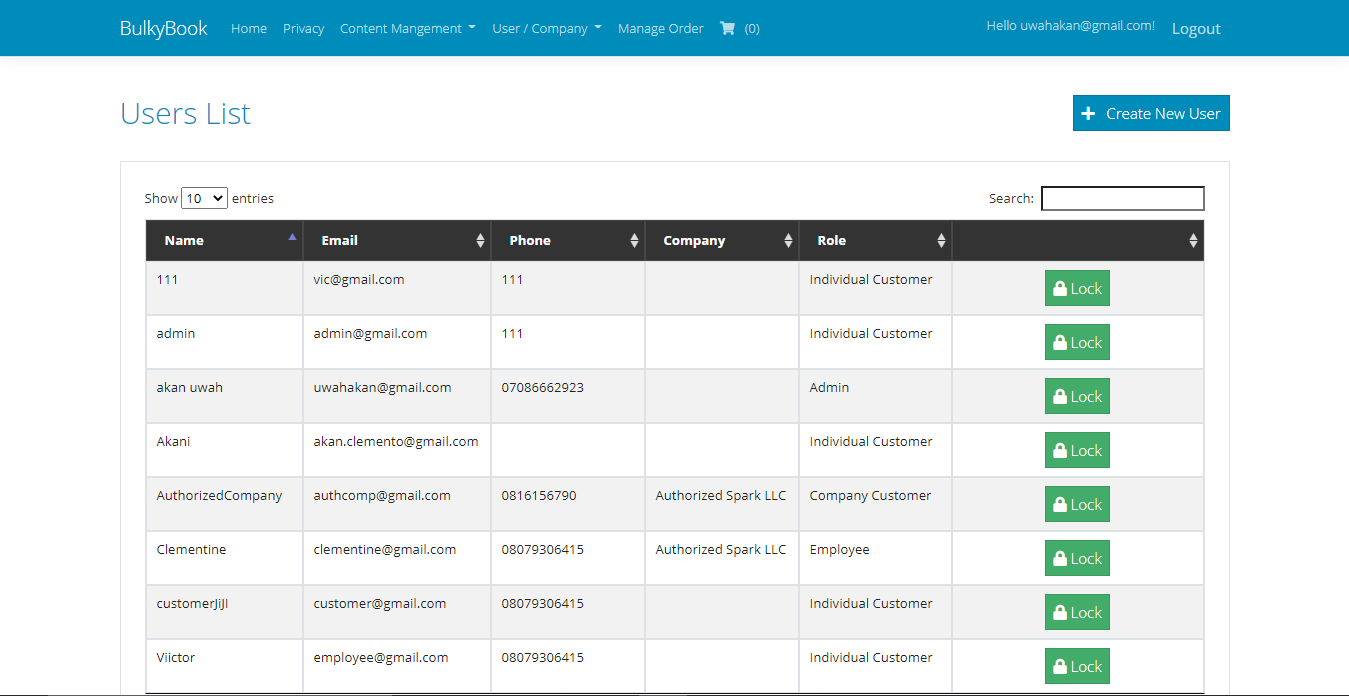 BulkyBook Home Privacy Content Mangement User / Company Manage Order (0) Hello uwahakan@gmail.com! Logout
Users List + Create New User
Show 10 entries Search:
Name Email Phone Company Role
111 vic@gmail.com 111 Individual Customer Lock
admin admin@gmail.com 111 Individual Customer Lock
akan uwah uwahakan@gmail.com 07086662923 Admin Lock
Akani akan.clemento@gmail.com Individual Customer Lock
AuthorizedCompany authcomp@gmail.com 0816156790 Authorized Spark LLC Company Customer Lock
Clementine clementine@gmail.com 08079306415 Authorized Spark LLC Employee Lock
customerJiJI customer@gmail.com 08079306415 Individual Customer Lock
Viictor employee@gmail.com 08079306415 Individual Customer Lock